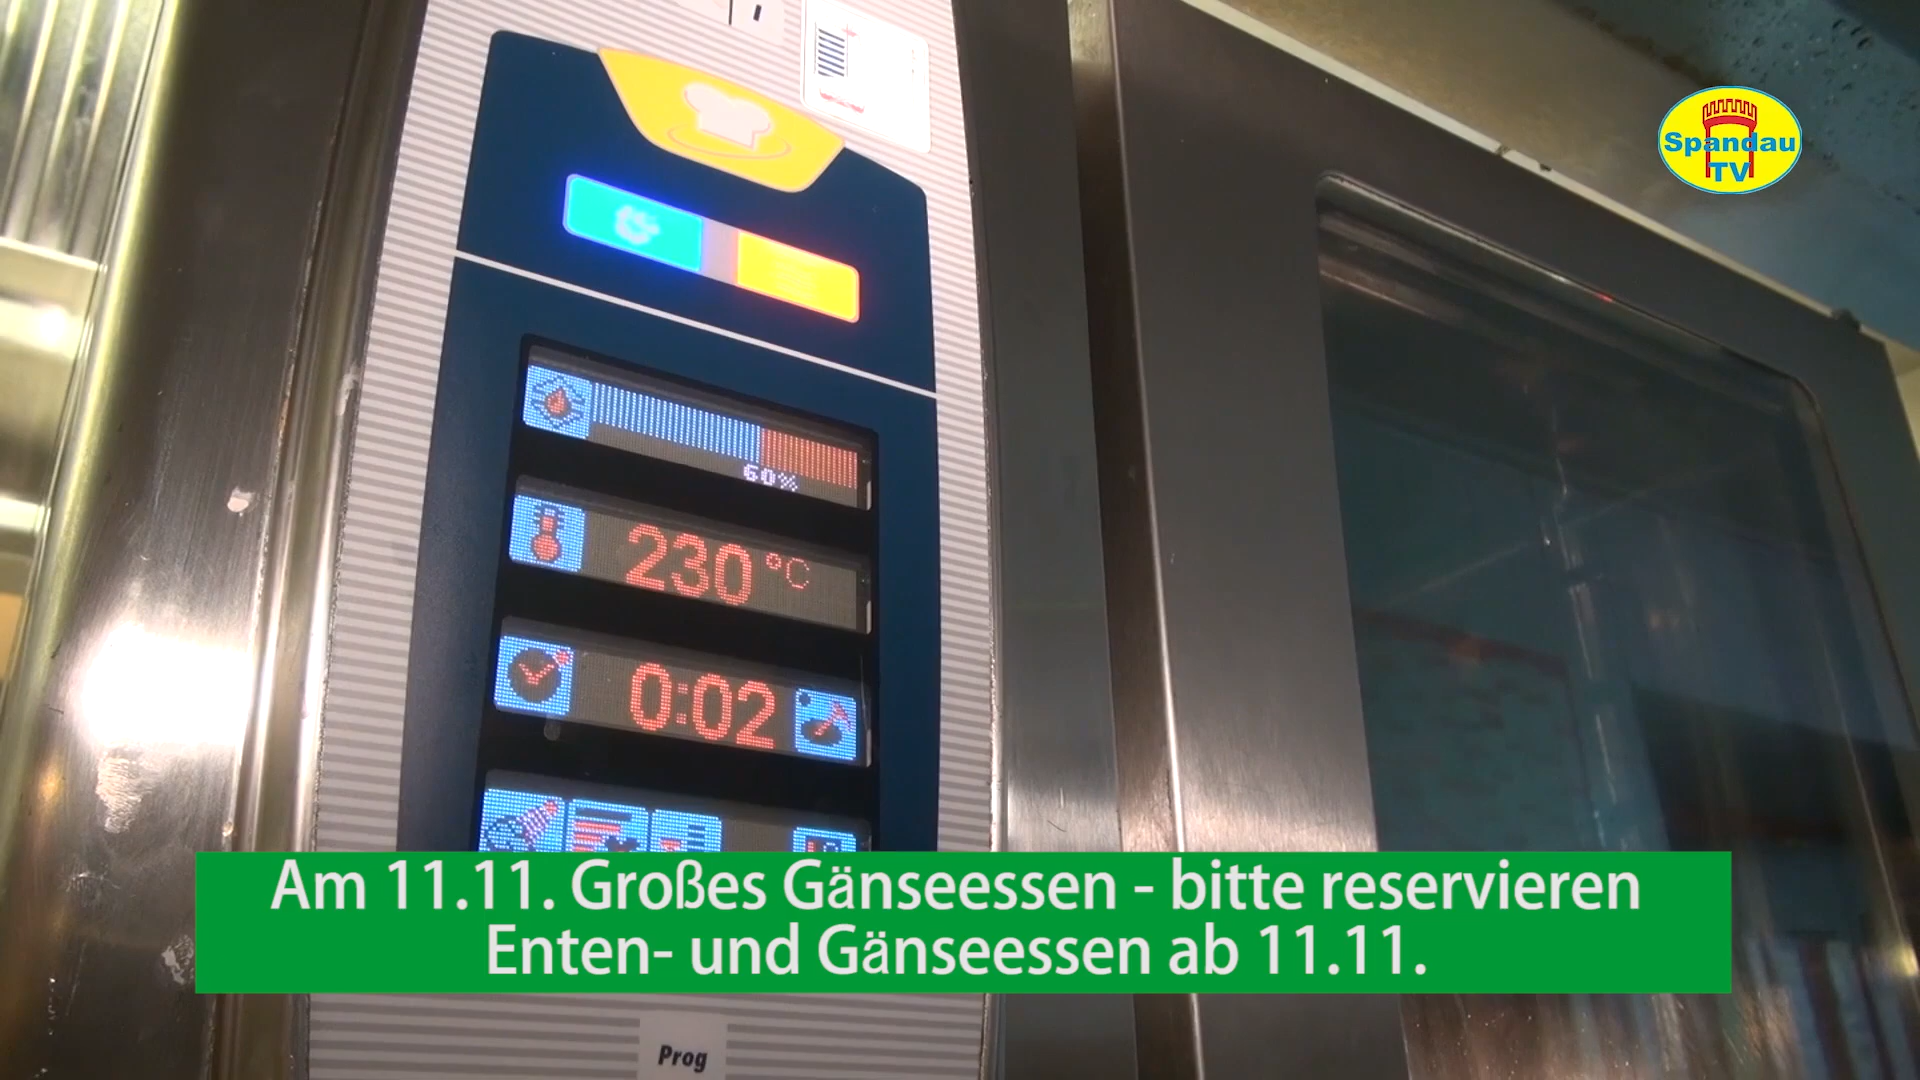 Spandau
TV
60%
230 °C
0:02
Am 11.11. Großes Gänseessen - bitte reservieren
Enten- und Gänseessen ab 11.11.
Prog